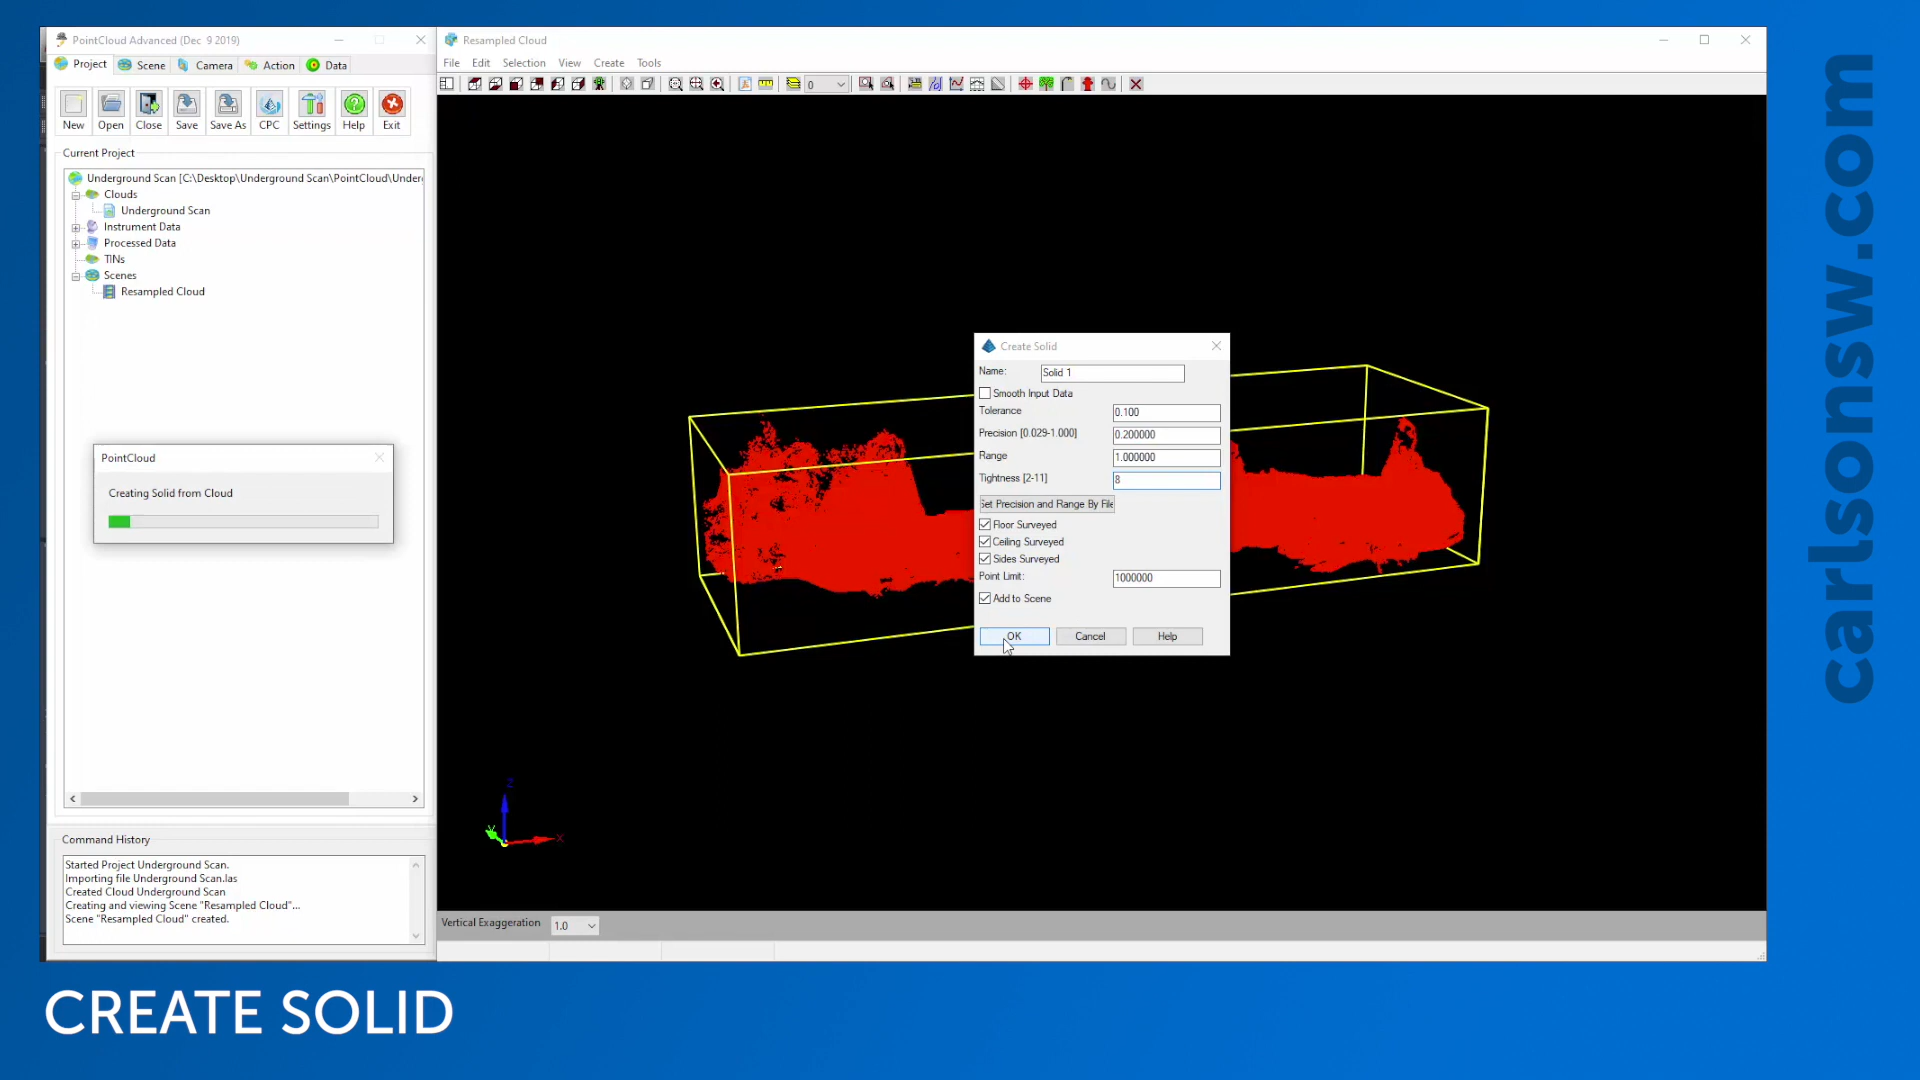 PointCloud Advanced (Dec 9 2019)
Project
Scene
Camera
Action
Data
New
Open
Close
Save
Save As
CPC
Settings
Help
Exit
Current Project
Underground Scan [C:\Desktop\Underground Scan\PointCloud\Under
Clouds
Underground Scan
Instrument Data
Processed Data
TINs
Scenes
Resampled Cloud
PointCloud
Creating Solid from Cloud
Command History
Started Project Underground Scan.
Importing file Underground Scan.las
Created Cloud Underground Scan
Creating and viewing Scene "Resampled Cloud"...
Scene "Resampled Cloud" created.
Resampled Cloud
File
Edit
Selection
View
Create
Tools
0
Create Solid
Name:
Solid 1
Smooth Input Data
Tolerance
0.100
Precision [0.029-1.000]
0.200000
Range
1.000000
Tightness [2-11]
8
Set Precision and Range By File
Floor Surveyed
Ceiling Surveyed
Sides Surveyed
Point Limit:
1000000
Add to Scene
OK
Cancel
Help
Z
Y
X
Vertical Exaggeration
1.0
CREATE SOLID
carlsonsw.com